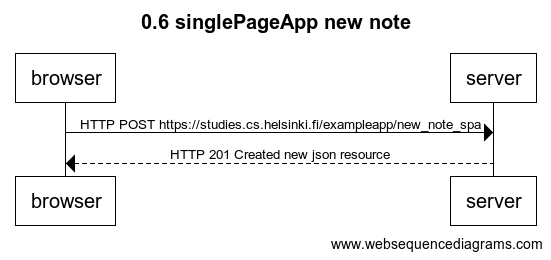 0.6 singlePageApp new note
browser server
HTTP POST https://studies.cs.helsinki.fi/exampleapp/new_note_spa
HTTP 201 Created new json resource
browser server
www.websequencediagrams.com